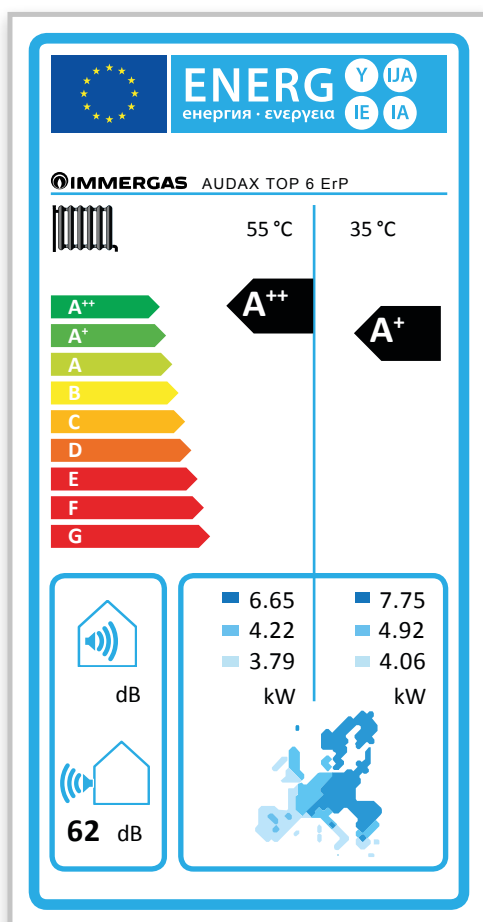 ENERG Y IJA
енергия · ενεργεια IE IA
IMMERGAS AUDAX TOP 6 ErP
55 °C 35 °C
A++ A+
A++
A+
A
B
C
D
E
F
G
6.65 7.75
4.22 4.92
3.79 4.06
kW kW
dB
62 dB